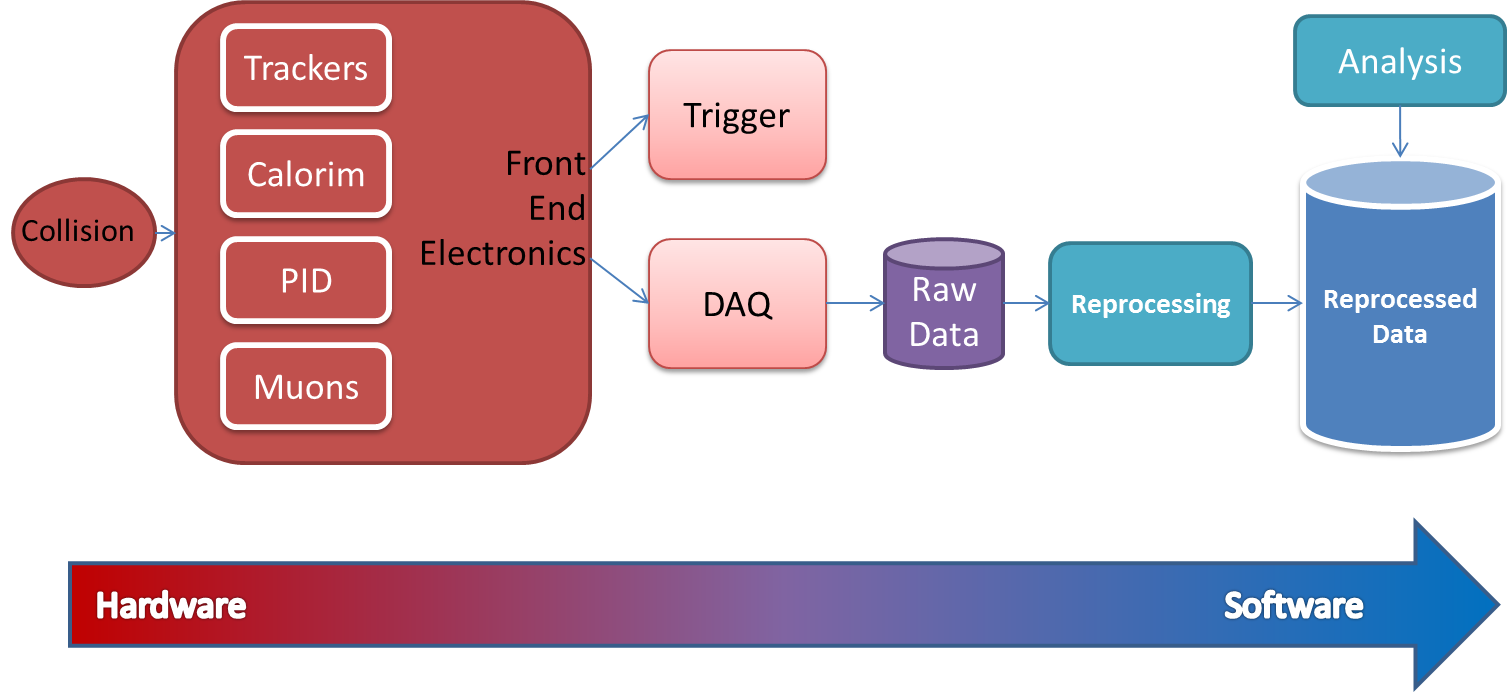 Collision
Trackers
Calorim
PID
Muons
Front
End
Electronics
Trigger
DAQ
Raw
Data
Reprocessing
Analysis
Reprocessed
Data
Hardware
Software